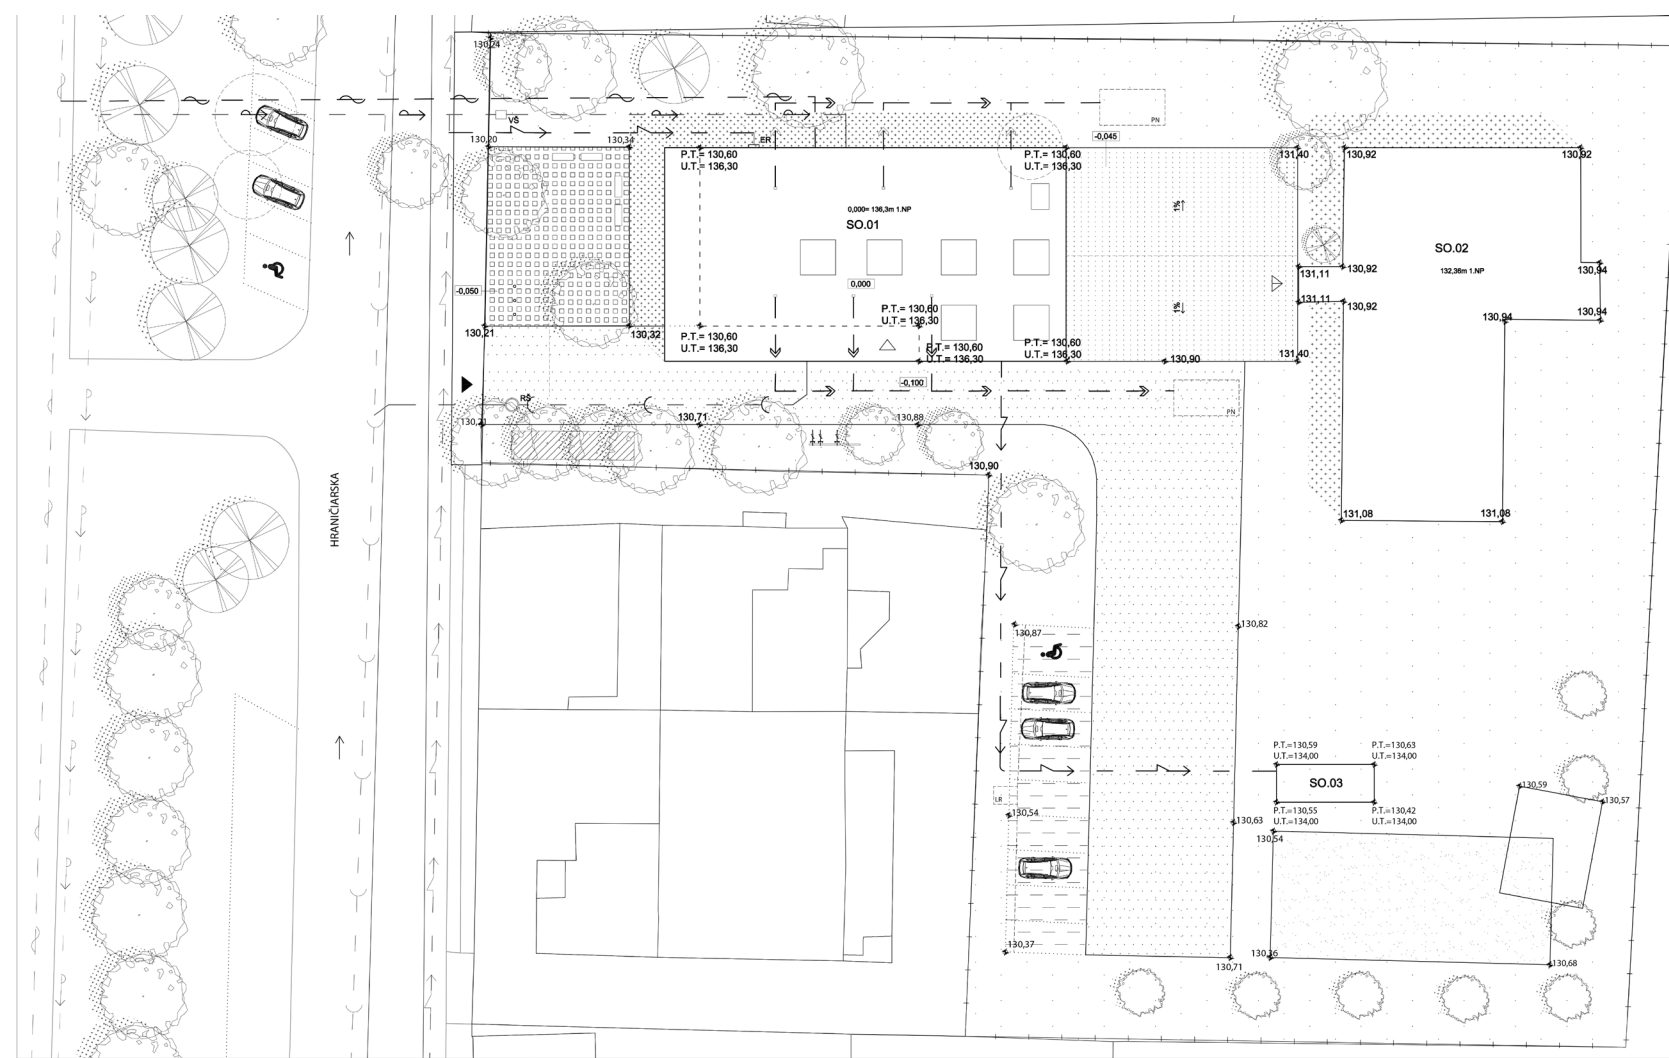 130,24
VŠ
130,20
130,34
ER
PN
-0,045
P.T.= 130,60
U.T.= 136,30
P.T.= 130,60
U.T.= 136,30
131,40
130,92
130,92
0,000= 136,3m 1.NP
SO.01
1%
SO.02
132,36m 1.NP
131,11
130,92
130,94
0,000
-0,050
131,11
130,92
1%
P.T.= 130,60
U.T.= 136,30
130,94
130,94
130,21
130,32
P.T.= 130,60
U.T.= 136,30
P.T.= 130,60
U.T.= 136,30
P.T.= 130,60
U.T.= 136,30
130,90
131,40
-0,100
RŠ
PN
130,71
130,88
130,90
131,08
131,08
HRANIČIARSKA
130,82
130,87
P.T.=130,59
U.T.=134,00
P.T.=130,63
U.T.=134,00
SO.03
130,59
130,57
LR
130,54
P.T.=130,55
U.T.=134,00
P.T.=130,42
U.T.=134,00
130,63
130,54
130,37
130,71
130,68